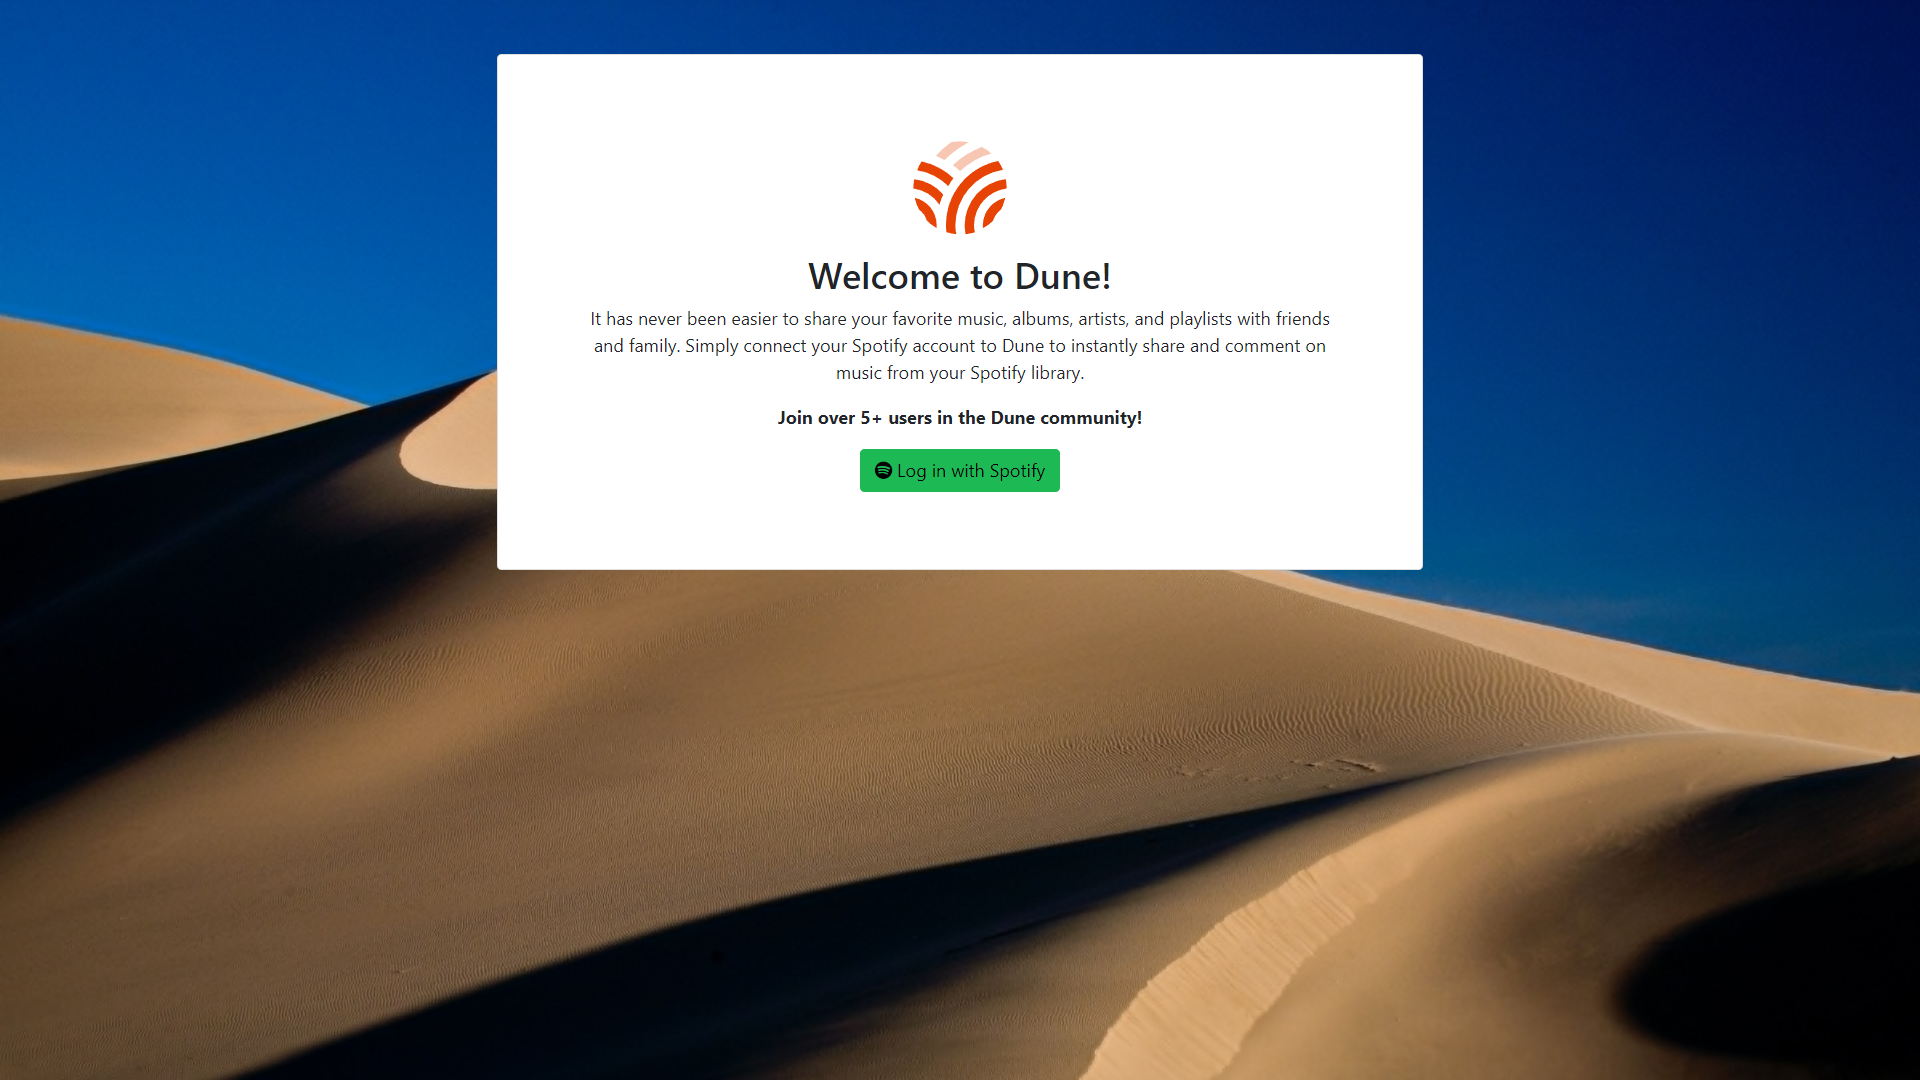 Welcome to Dune!
It has never been easier to share your favorite music, albums, artists, and playlists with friends
and family. Simply connect your Spotify account to Dune to instantly share and comment on
music from your Spotify library.
Join over 5+ users in the Dune community!
Log in with Spotify